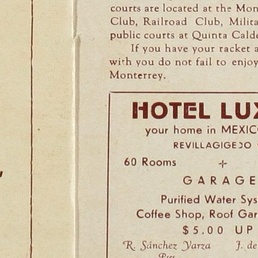 courts are located at the Mon
Club, Railroad Club, Milita
public courts at Quinta Calde
If you have your racket a
with you do not fail to enjoy
Monterrey.
HOTEL LUX
your home in MEXIC
REVILLAGIGEDO
60 Rooms
GARAGE
Purified Water Sys
Coffee Shop, Roof Gar
$5.00 UP
R. Sánchez Yarza J. de